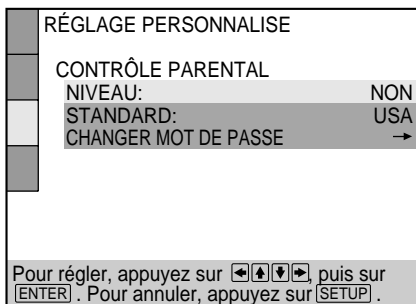 RÉGLAGE PERSONNALISE
CONTRÔLE PARENTAL
NIVEAU: NON
STANDARD: USA
CHANGER MOT DE PASSE →
Pour régler, appuyez sur ←↑↓→, puis sur
ENTER . Pour annuler, appuyez sur SETUP .